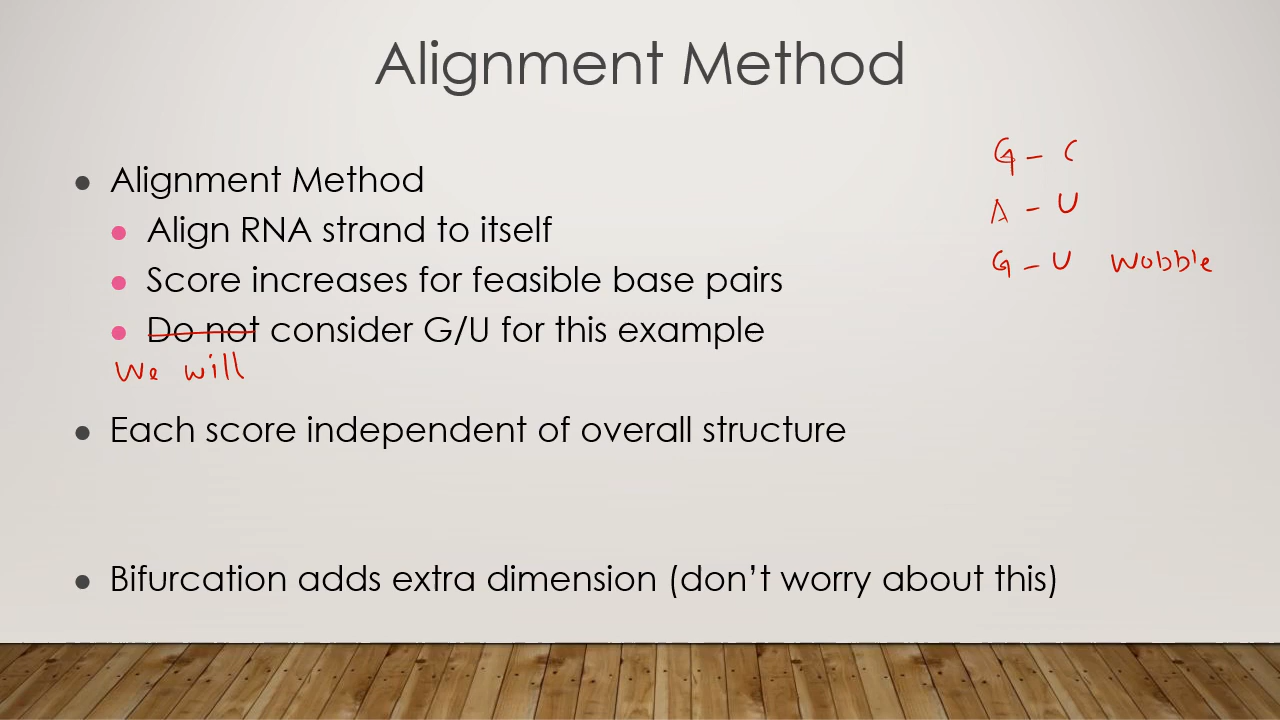 Alignment Method
G - C
● Alignment Method
A - U
● Align RNA strand to itself
G - U wobble
● Score increases for feasible base pairs
● Do not consider G/U for this example
We will
● Each score independent of overall structure
● Bifurcation adds extra dimension (don't worry about this)